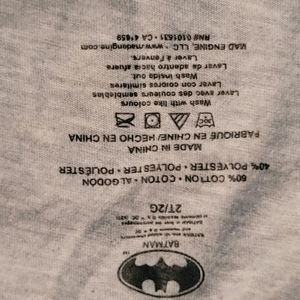 BATMAN
2T/2G
60% COTTON • COTON • ALGODÓN
40% POLYESTER • POLYESTER • POLIÉSTER
MADE IN CHINA
FABRIQUÉ EN CHINE/ HECHO EN CHINA
Wash with like colours
Laver avec des couleurs semblables
Lavar con colores similares
Wash inside out
Lavar de adentro hacia afuera
Laver à l'envers.
MAD ENGINE, LLC • www.madengine.com
RN# 0101631 • CA 41659